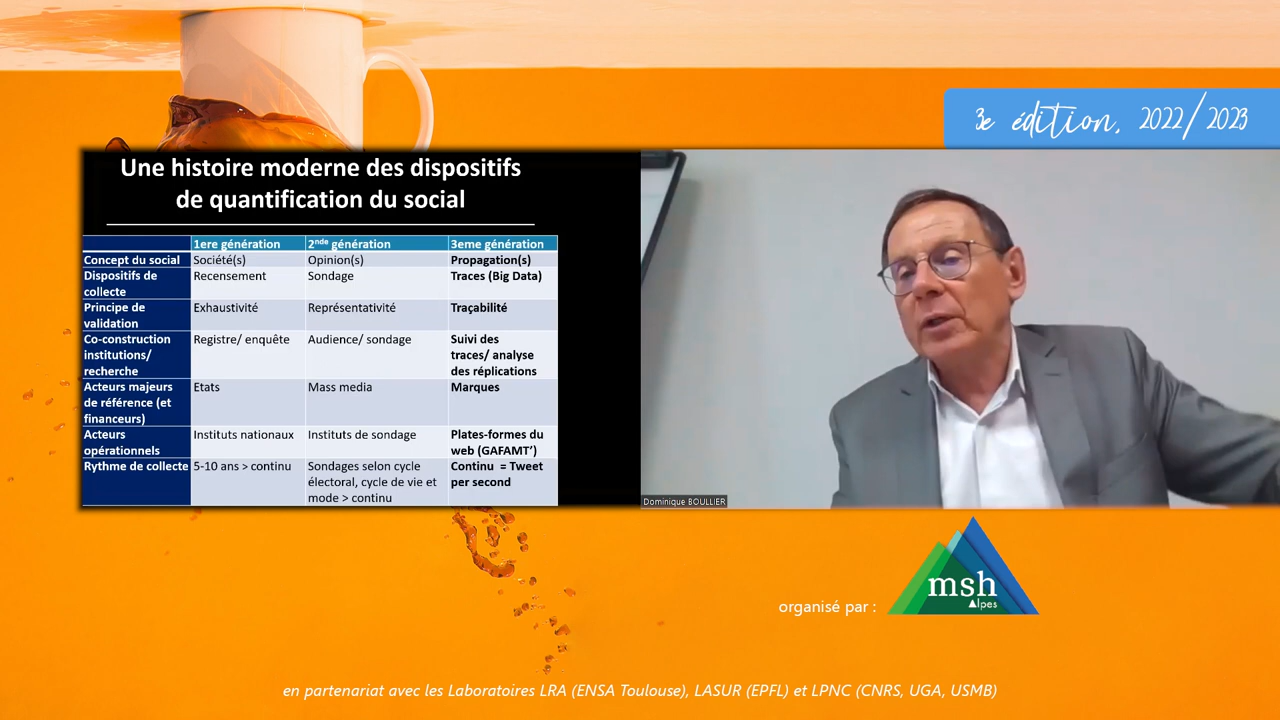 3e édition, 2022/2023
Une histoire moderne des dispositifs
de quantification du social
1ere génération
2nde génération
3eme génération
Concept du social
Société(s)
Opinion(s)
Propagation(s)
Dispositifs de
collecte
Recensement
Sondage
Traces (Big Data)
Principe de
validation
Exhaustivité
Représentativité
Traçabilité
Co-construction
institutions/
recherche
Registre/ enquête
Audience/ sondage
Suivi des
traces/ analyse
des réplications
Acteurs majeurs
de référence (et
financeurs)
Etats
Mass media
Marques
Acteurs
opérationnels
Instituts nationaux
Instituts de sondage
Plates-formes du
web (GAFAMT')
Rythme de collecte
5-10 ans > continu
Sondages selon cycle
électoral, cycle de vie et
mode > continu
Continu = Tweet
per second
Dominique BOULLIER
organisé par :
msh
Alpes
en partenariat avec les Laboratoires LRA (ENSA Toulouse), LASUR (EPFL) et LPNC (CNRS, UGA, USMB)